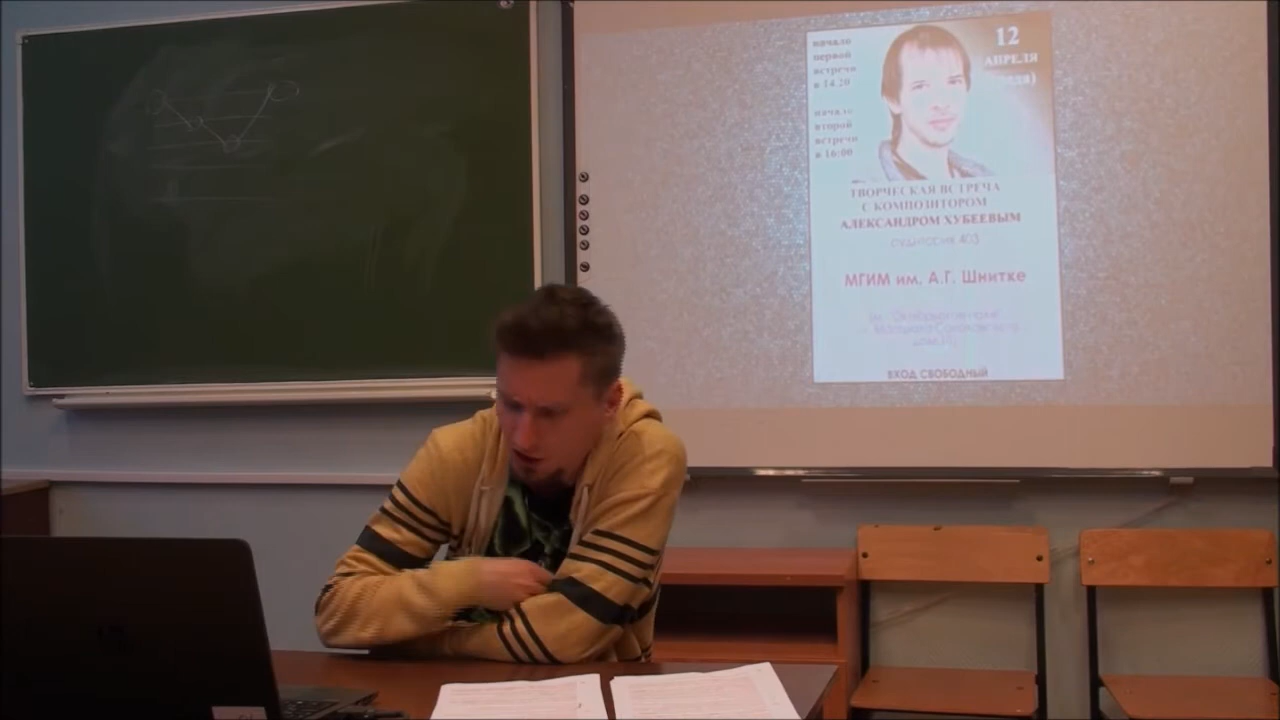 начало
первой
встречи
в 14.20
12
АПРЕЛЯ
начало
второй
встречи
в 16:00
ТВОРЧЕСКАЯ ВСТРЕЧА
С КОМПОЗИТОРОМ
АЛЕКСАНДРОМ ХУБЕЕВЫМ
403
МГИМ им. А.Г. Шнитке
ВХОД СВОБОДНЫЙ